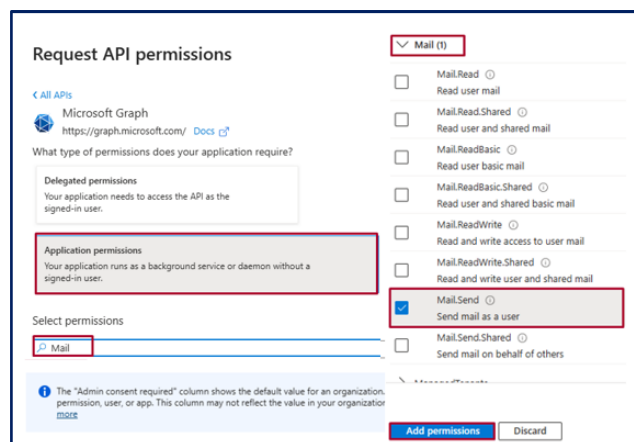 Request API permissions
All APIs
Microsoft Graph
https://graph.microsoft.com/ Docs
What type of permissions does your application require?
Delegated permissions
Your application needs to access the API as the
signed-in user.
Application permissions
Your application runs as a background service or daemon without a
signed-in user.
Select permissions
Mail
The "Admin consent required" column shows the default value for an organization.
permission, user, or app. This column may not reflect the value in your organization
more
Mail (1)
Mail.Read
Read user mail
Mail.Read.Shared
Read user and shared mail
Mail.ReadBasic
Read user basic mail
Mail.ReadBasic.Shared
Read user and shared basic mail
Mail.ReadWrite
Read and write access to user mail
Mail.ReadWrite.Shared
Read and write user and shared mail
Mail.Send
Send mail as a user
Mail.Send.Shared
Send mail on behalf of others
Add permissions
Discard